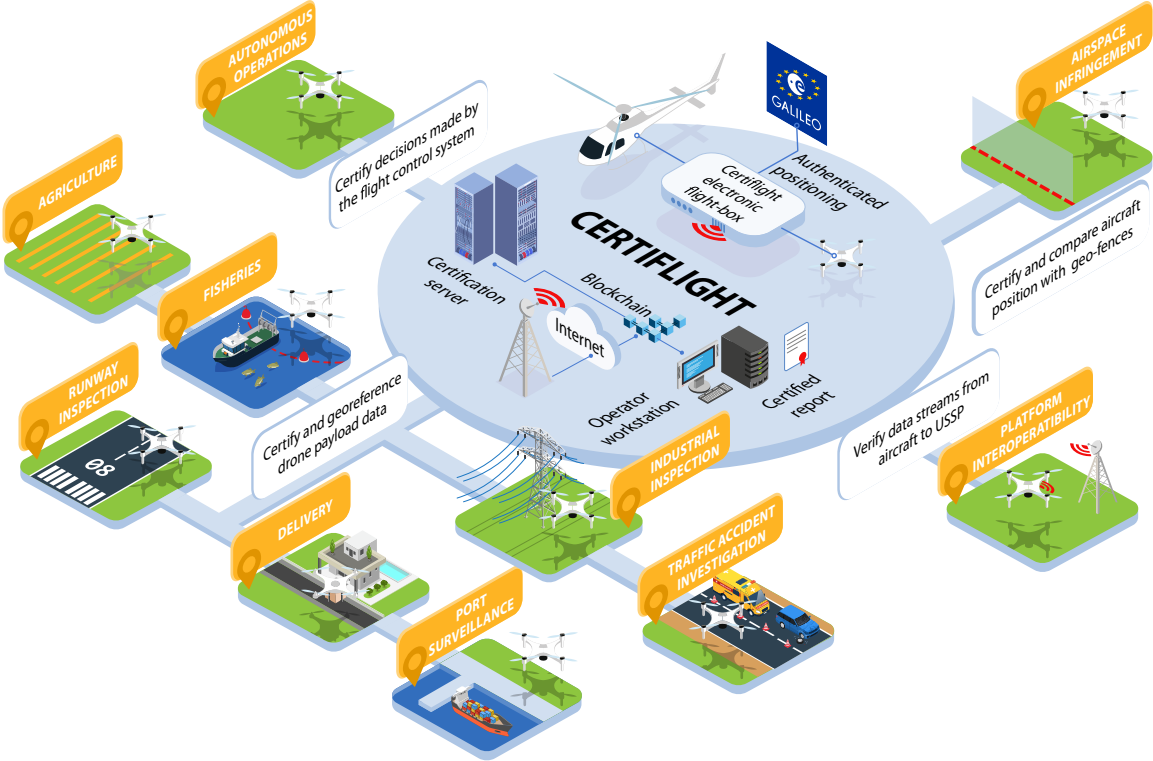 AUTONOMOUS
OPERATIONS
Certify decisions made by
the flight control system
GALILEO
AIRSPACE
INFRINGEMENT
AGRICULTURE
Certiflight
electronic
flight-box
Authenticated
positioning
CERTIFLIGHT
Certify and compare aircraft
position with geo-fences
FISHERIES
Certification
server
Blockchain
Internet
Operator
workstation
Certified
report
RUNWAY
INSPECTION
08
Certify and georeference
drone payload data
Verify data streams from
aircraft to USSP
PLATFORM
INTEROPERATIBILITY
INDUSTRIAL
INSPECTION
DELIVERY
TRAFFIC ACCIDENT
INVESTIGATION
PORT
SURVEILLANCE